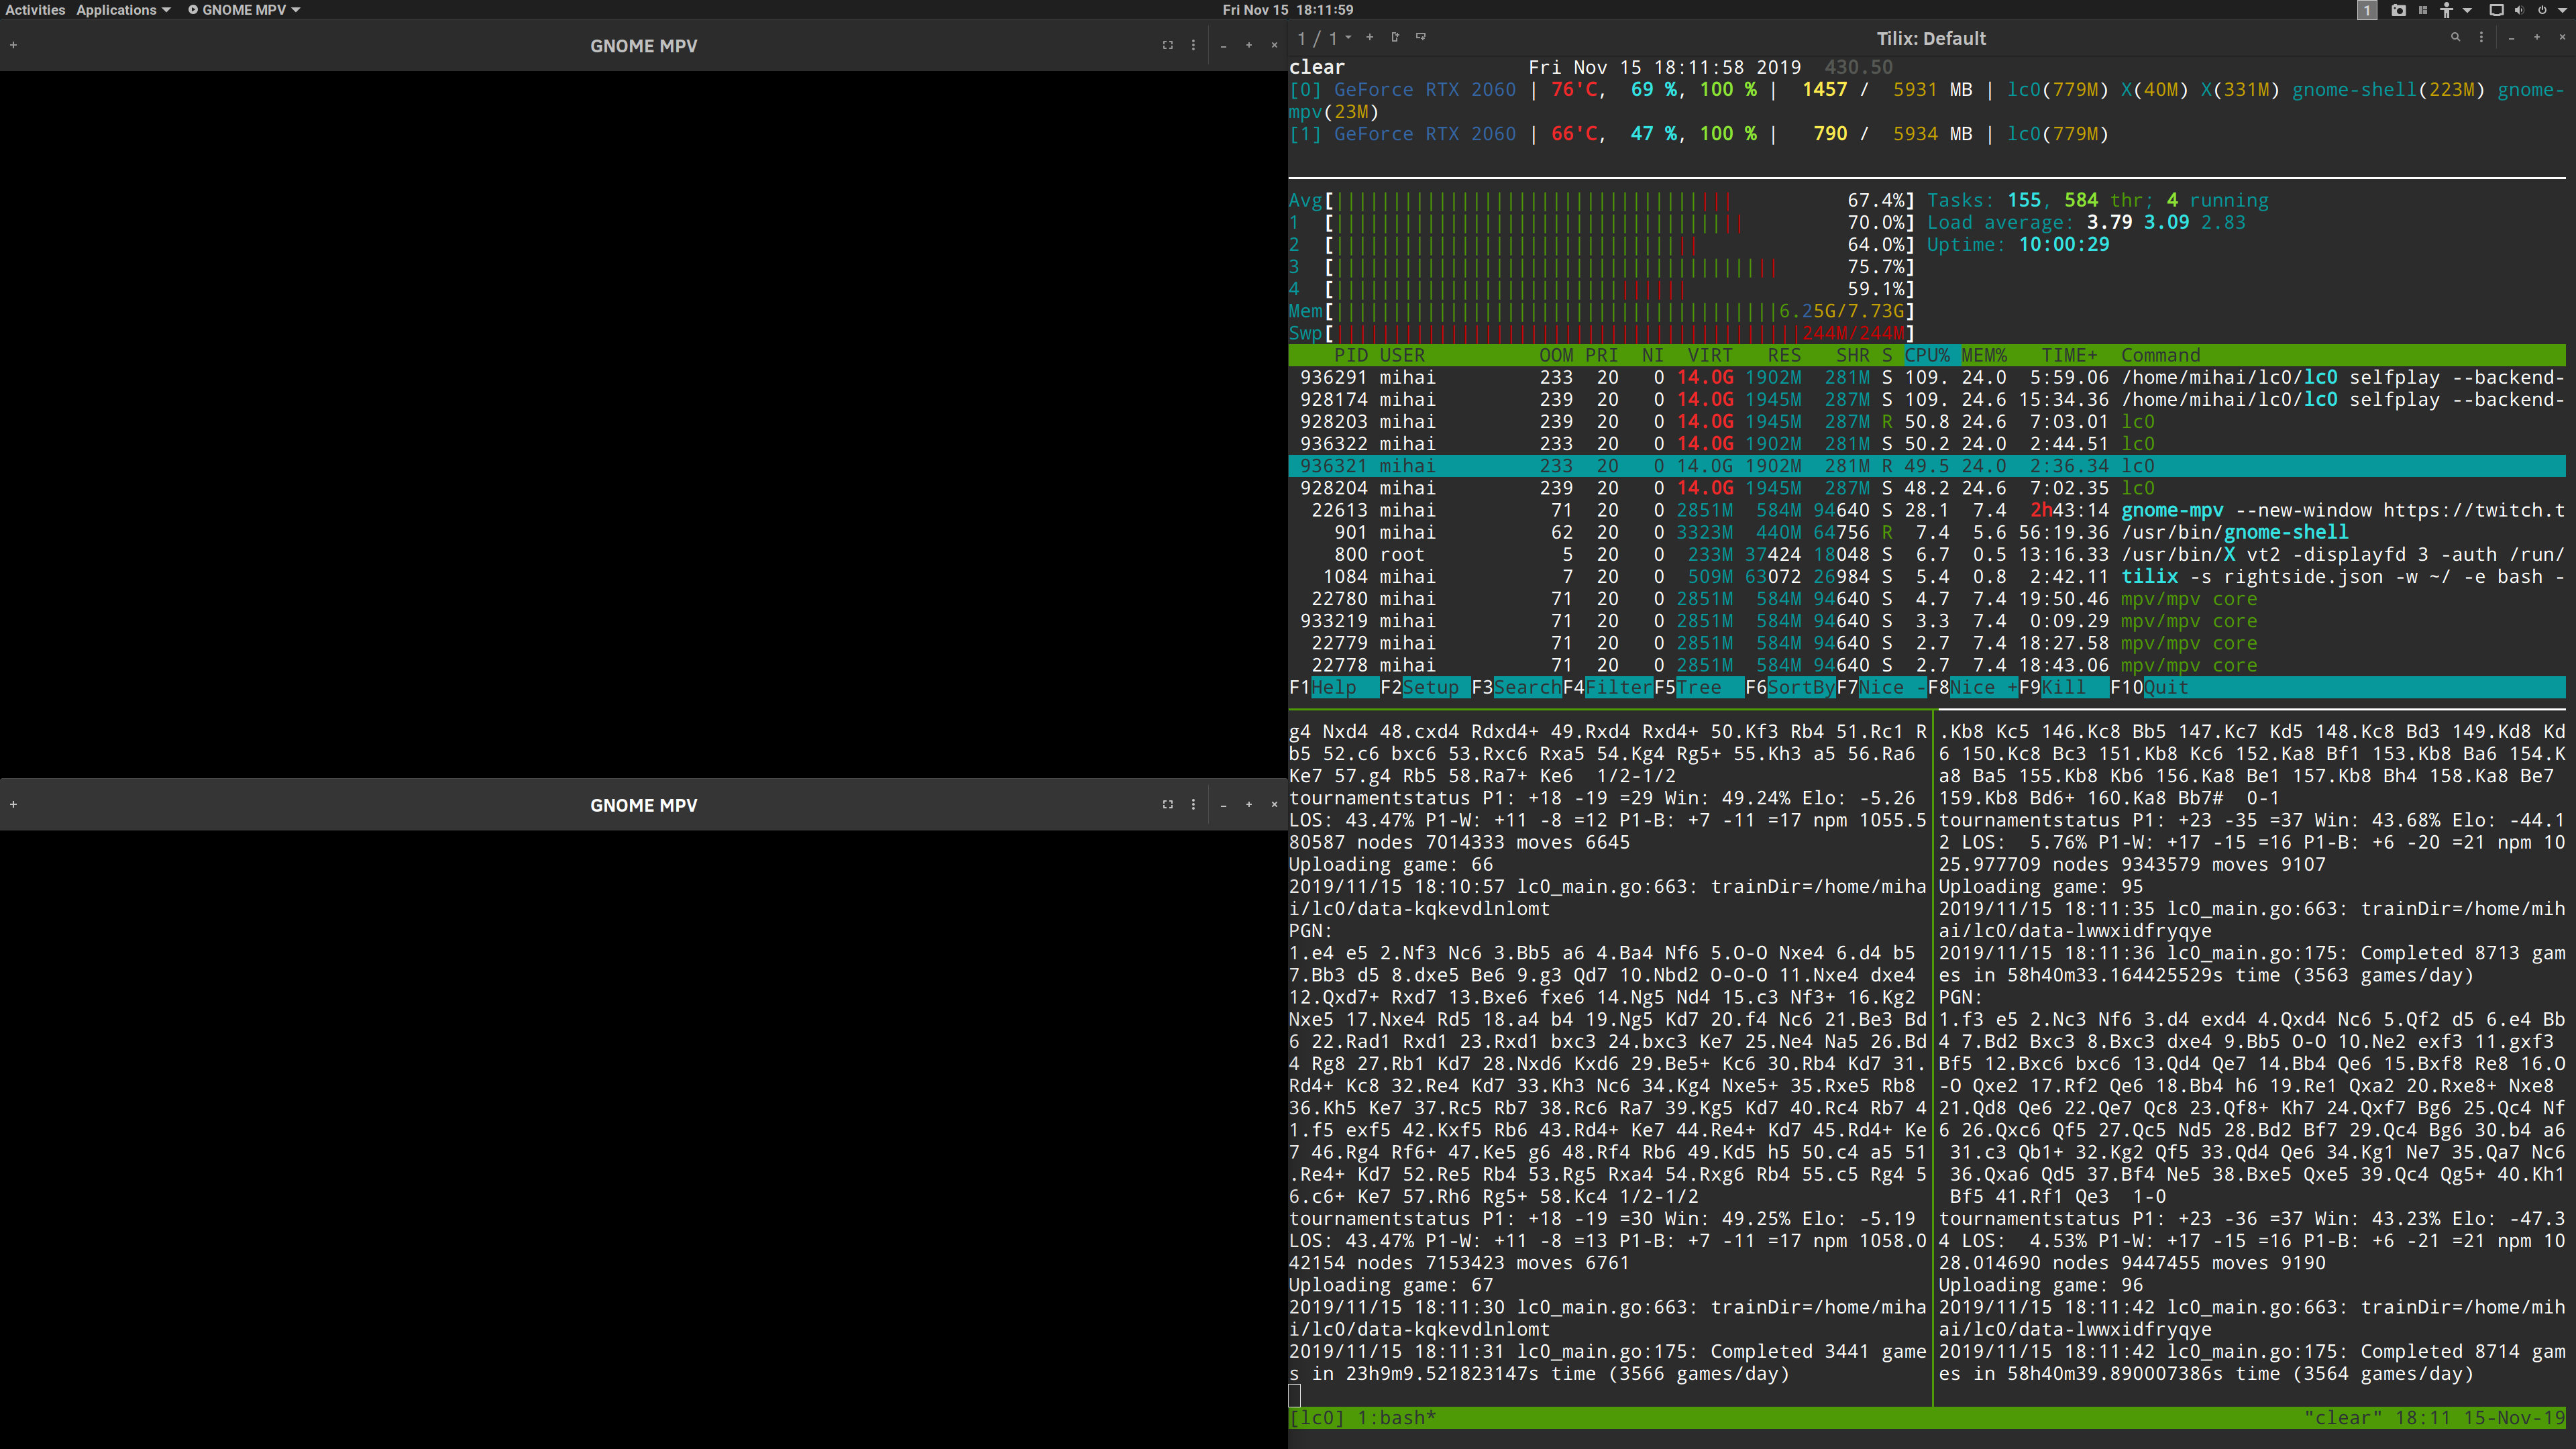 Activities Applications GNOME MPV Fri Nov 15 18:11:59 1
GNOME MPV
GNOME MPV
1 / 1 Tilix: Default
clear Fri Nov 15 18:11:58 2019 430.50
[0] GeForce RTX 2060 | 76'C, 69 %, 100 % | 1457 / 5931 MB | lc0(779M) X(40M) X(331M) gnome-shell(223M) gnome-
mpv(23M)
[1] GeForce RTX 2060 | 66'C, 47 %, 100 % | 790 / 5934 MB | lc0(779M)
Avg[ 67.4%] Tasks: 155, 584 thr; 4 running
1 [ 70.0%] Load average: 3.79 3.09 2.83
2 [ 64.0%] Uptime: 10:00:29
3 [ 75.7%]
4 [ 59.1%]
Mem[ 6.25G/7.73G]
Swp[ 244M/244M]
PID USER OOM PRI NI VIRT RES SHR S CPU% MEM% TIME+ Command
936291 mihai 233 20 0 14.0G 1902M 281M S 109. 24.0 5:59.06 /home/mihai/lc0/lc0 selfplay --backend-
928174 mihai 239 20 0 14.0G 1945M 287M S 109. 24.6 15:34.36 /home/mihai/lc0/lc0 selfplay --backend-
928203 mihai 239 20 0 14.0G 1945M 287M R 50.8 24.6 7:03.01 lc0
936322 mihai 233 20 0 14.0G 1902M 281M S 50.2 24.0 2:44.51 lc0
936321 mihai 233 20 0 14.0G 1902M 281M R 49.5 24.0 2:36.34 lc0
928204 mihai 239 20 0 14.0G 1945M 287M S 48.2 24.6 7:02.35 lc0
22613 mihai 71 20 0 2851M 584M 94640 S 28.1 7.4 2h43:14 gnome-mpv --new-window https://twitch.t
901 mihai 62 20 0 3323M 440M 64756 R 7.4 5.6 56:19.36 /usr/bin/gnome-shell
800 root 5 20 0 233M 37424 18048 S 6.7 0.5 13:16.33 /usr/bin/X vt2 -displayfd 3 -auth /run/
1084 mihai 7 20 0 509M 63072 26984 S 5.4 0.8 2:42.11 tilix -s rightside.json -w ~/ -e bash -
22780 mihai 71 20 0 2851M 584M 94640 S 4.7 7.4 19:50.46 mpv/mpv core
933219 mihai 71 20 0 2851M 584M 94640 S 3.3 7.4 0:09.29 mpv/mpv core
22779 mihai 71 20 0 2851M 584M 94640 S 2.7 7.4 18:27.58 mpv/mpv core
22778 mihai 71 20 0 2851M 584M 94640 S 2.7 7.4 18:43.06 mpv/mpv core
F1Help F2Setup F3SearchF4FilterF5Tree F6SortByF7Nice -F8Nice +F9Kill F10Quit
g4 Nxd4 48.cxd4 Rdxd4+ 49.Rxd4 Rxd4+ 50.Kf3 Rb4 51.Rc1 R
b5 52.c6 bxc6 53.Rxc6 Rxa5 54.Kg4 Rg5+ 55.Kh3 a5 56.Ra6
Ke7 57.g4 Rb5 58.Ra7+ Ke6 1/2-1/2
tournamentstatus P1: +18 -19 =29 Win: 49.24% Elo: -5.26
LOS: 43.47% P1-W: +11 -8 =12 P1-B: +7 -11 =17 npm 1055.5
80587 nodes 7014333 moves 6645
Uploading game: 66
2019/11/15 18:10:57 lc0_main.go:663: trainDir=/home/miha
i/lc0/data-kqkevdlnlomt
PGN:
1.e4 e5 2.Nf3 Nc6 3.Bb5 a6 4.Ba4 Nf6 5.O-O Nxe4 6.d4 b5
7.Bb3 d5 8.dxe5 Be6 9.g3 Qd7 10.Nbd2 O-O-O 11.Nxe4 dxe4
12.Qxd7+ Rxd7 13.Bxe6 fxe6 14.Ng5 Nd4 15.c3 Nf3+ 16.Kg2
Nxe5 17.Nxe4 Rd5 18.a4 b4 19.Ng5 Kd7 20.f4 Nc6 21.Be3 Bd
6 22.Rad1 Rxd1 23.Rxd1 bxc3 24.bxc3 Ke7 25.Ne4 Na5 26.Bd
4 Rg8 27.Rb1 Kd7 28.Nxd6 Kxd6 29.Be5+ Kc6 30.Rb4 Kd7 31.
Rd4+ Kc8 32.Re4 Kd7 33.Kh3 Nc6 34.Kg4 Nxe5+ 35.Rxe5 Rb8
36.Kh5 Ke7 37.Rc5 Rb7 38.Rc6 Ra7 39.Kg5 Kd7 40.Rc4 Rb7 4
1.f5 exf5 42.Kxf5 Rb6 43.Rd4+ Ke7 44.Re4+ Kd7 45.Rd4+ Ke
7 46.Rg4 Rf6+ 47.Ke5 g6 48.Rf4 Rb6 49.Kd5 h5 50.c4 a5 51
.Re4+ Kd7 52.Re5 Rb4 53.Rg5 Rxa4 54.Rxg6 Rb4 55.c5 Rg4 5
6.c6+ Ke7 57.Rh6 Rg5+ 58.Kc4 1/2-1/2
tournamentstatus P1: +18 -19 =30 Win: 49.25% Elo: -5.19
LOS: 43.47% P1-W: +11 -8 =13 P1-B: +7 -11 =17 npm 1058.0
42154 nodes 7153423 moves 6761
Uploading game: 67
2019/11/15 18:11:30 lc0_main.go:663: trainDir=/home/miha
i/lc0/data-kqkevdlnlomt
2019/11/15 18:11:31 lc0_main.go:175: Completed 3441 game
s in 23h9m9.521823147s time (3566 games/day)
.Kb8 Kc5 146.Kc8 Bb5 147.Kc7 Kd5 148.Kc8 Bd3 149.Kd8 Kd
6 150.Kc8 Bc3 151.Kb8 Kc6 152.Ka8 Bf1 153.Kb8 Ba6 154.K
a8 Ba5 155.Kb8 Kb6 156.Ka8 Be1 157.Kb8 Bh4 158.Ka8 Be7
159.Kb8 Bd6+ 160.Ka8 Bb7# 0-1
tournamentstatus P1: +23 -35 =37 Win: 43.68% Elo: -44.1
2 LOS: 5.76% P1-W: +17 -15 =16 P1-B: +6 -20 =21 npm 10
25.977709 nodes 9343579 moves 9107
Uploading game: 95
2019/11/15 18:11:35 lc0_main.go:663: trainDir=/home/mih
ai/lc0/data-lwwxidfryqye
2019/11/15 18:11:36 lc0_main.go:175: Completed 8713 gam
es in 58h40m33.164425529s time (3563 games/day)
PGN:
1.f3 e5 2.Nc3 Nf6 3.d4 exd4 4.Qxd4 Nc6 5.Qf2 d5 6.e4 Bb
4 7.Bd2 Bxc3 8.Bxc3 dxe4 9.Bb5 O-O 10.Ne2 exf3 11.gxf3
Bf5 12.Bxc6 bxc6 13.Qd4 Qe7 14.Bb4 Qe6 15.Bxf8 Re8 16.O
-O Qxe2 17.Rf2 Qe6 18.Bb4 h6 19.Re1 Qxa2 20.Rxe8+ Nxe8
21.Qd8 Qe6 22.Qe7 Qc8 23.Qf8+ Kh7 24.Qxf7 Bg6 25.Qc4 Nf
6 26.Qxc6 Qf5 27.Qc5 Nd5 28.Bd2 Bf7 29.Qc4 Bg6 30.b4 a6
31.c3 Qb1+ 32.Kg2 Qf5 33.Qd4 Qe6 34.Kg1 Ne7 35.Qa7 Nc6
36.Qxa6 Qd5 37.Bf4 Ne5 38.Bxe5 Qxe5 39.Qc4 Qg5+ 40.Kh1
Bf5 41.Rf1 Qe3 1-0
tournamentstatus P1: +23 -36 =37 Win: 43.23% Elo: -47.3
4 LOS: 4.53% P1-W: +17 -15 =16 P1-B: +6 -21 =21 npm 10
28.014690 nodes 9447455 moves 9190
Uploading game: 96
2019/11/15 18:11:42 lc0_main.go:663: trainDir=/home/mih
ai/lc0/data-lwwxidfryqye
2019/11/15 18:11:42 lc0_main.go:175: Completed 8714 gam
es in 58h40m39.890007386s time (3564 games/day)
[lc0] 1:bash* "clear" 18:11 15-Nov-19